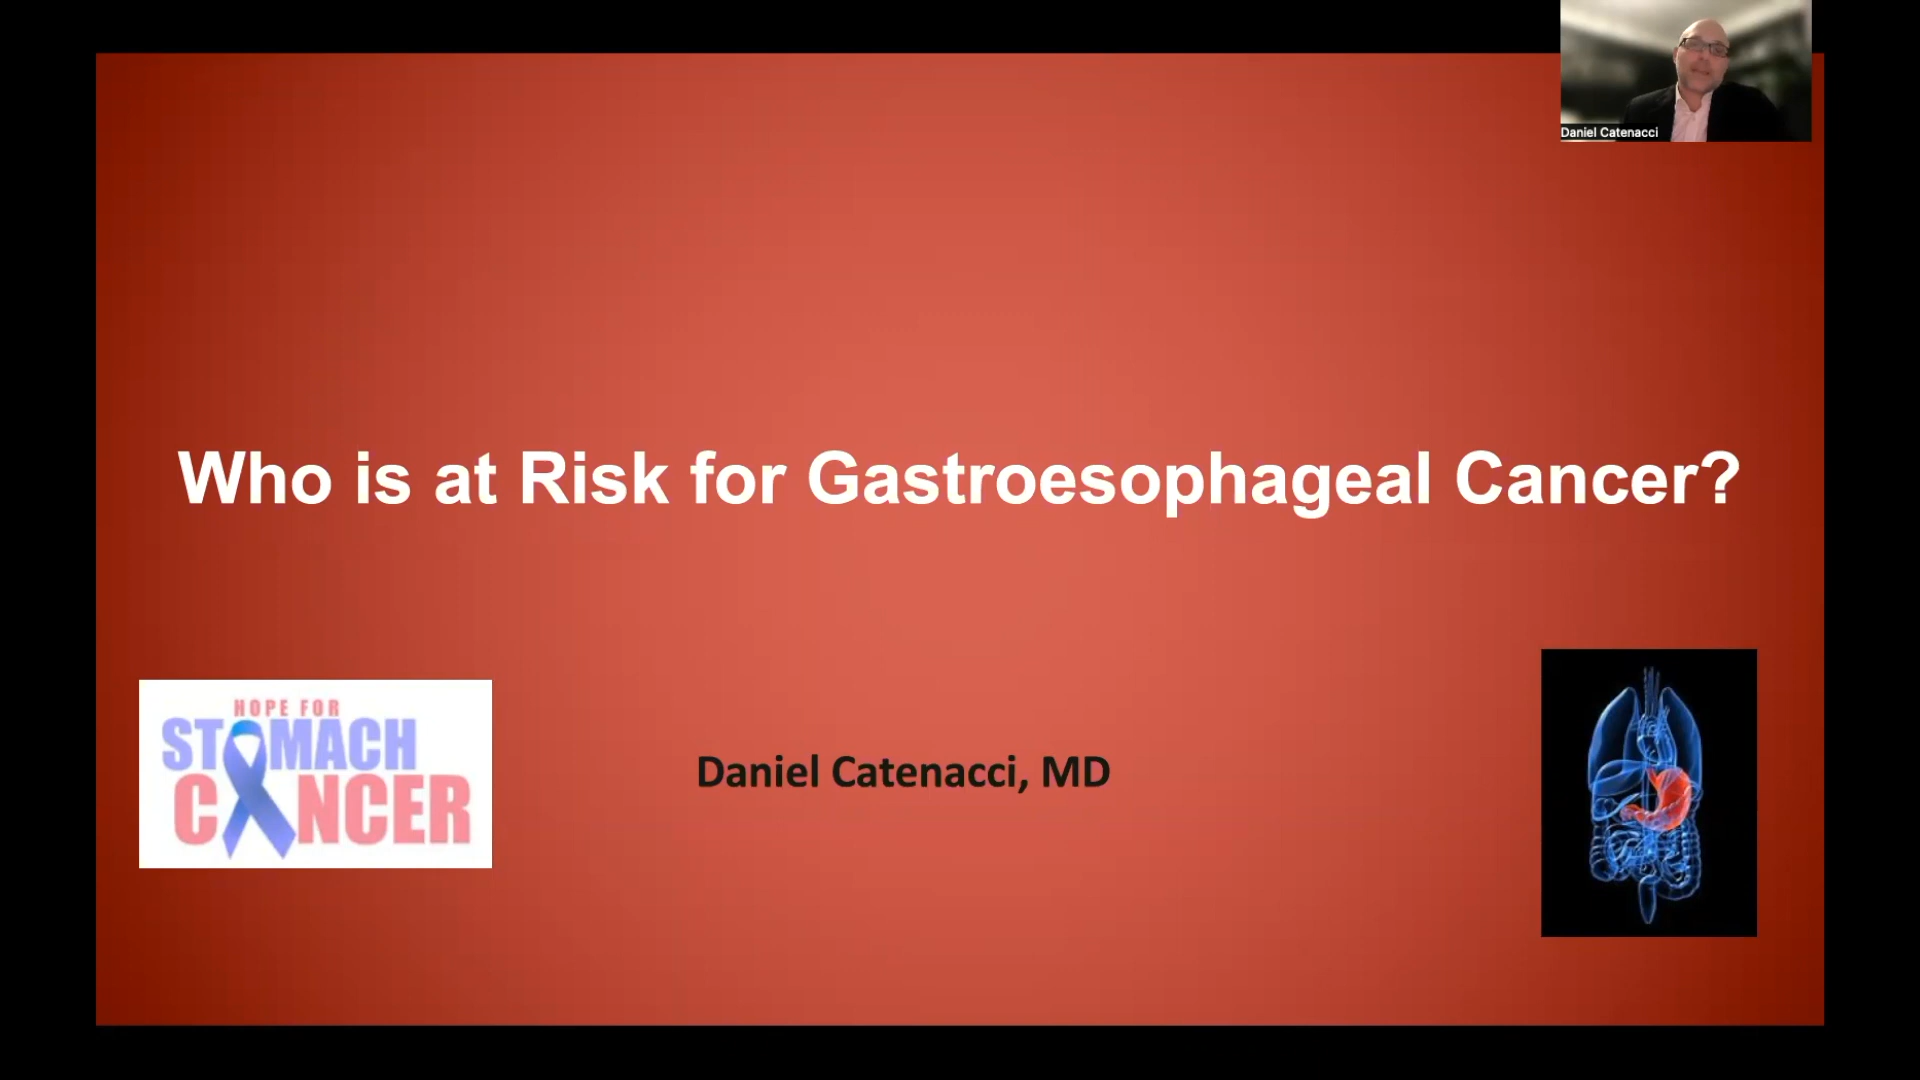 Daniel Catenacci
Who is at Risk for Gastroesophageal Cancer?
HOPE FOR
STOMACH
CANCER
Daniel Catenacci, MD